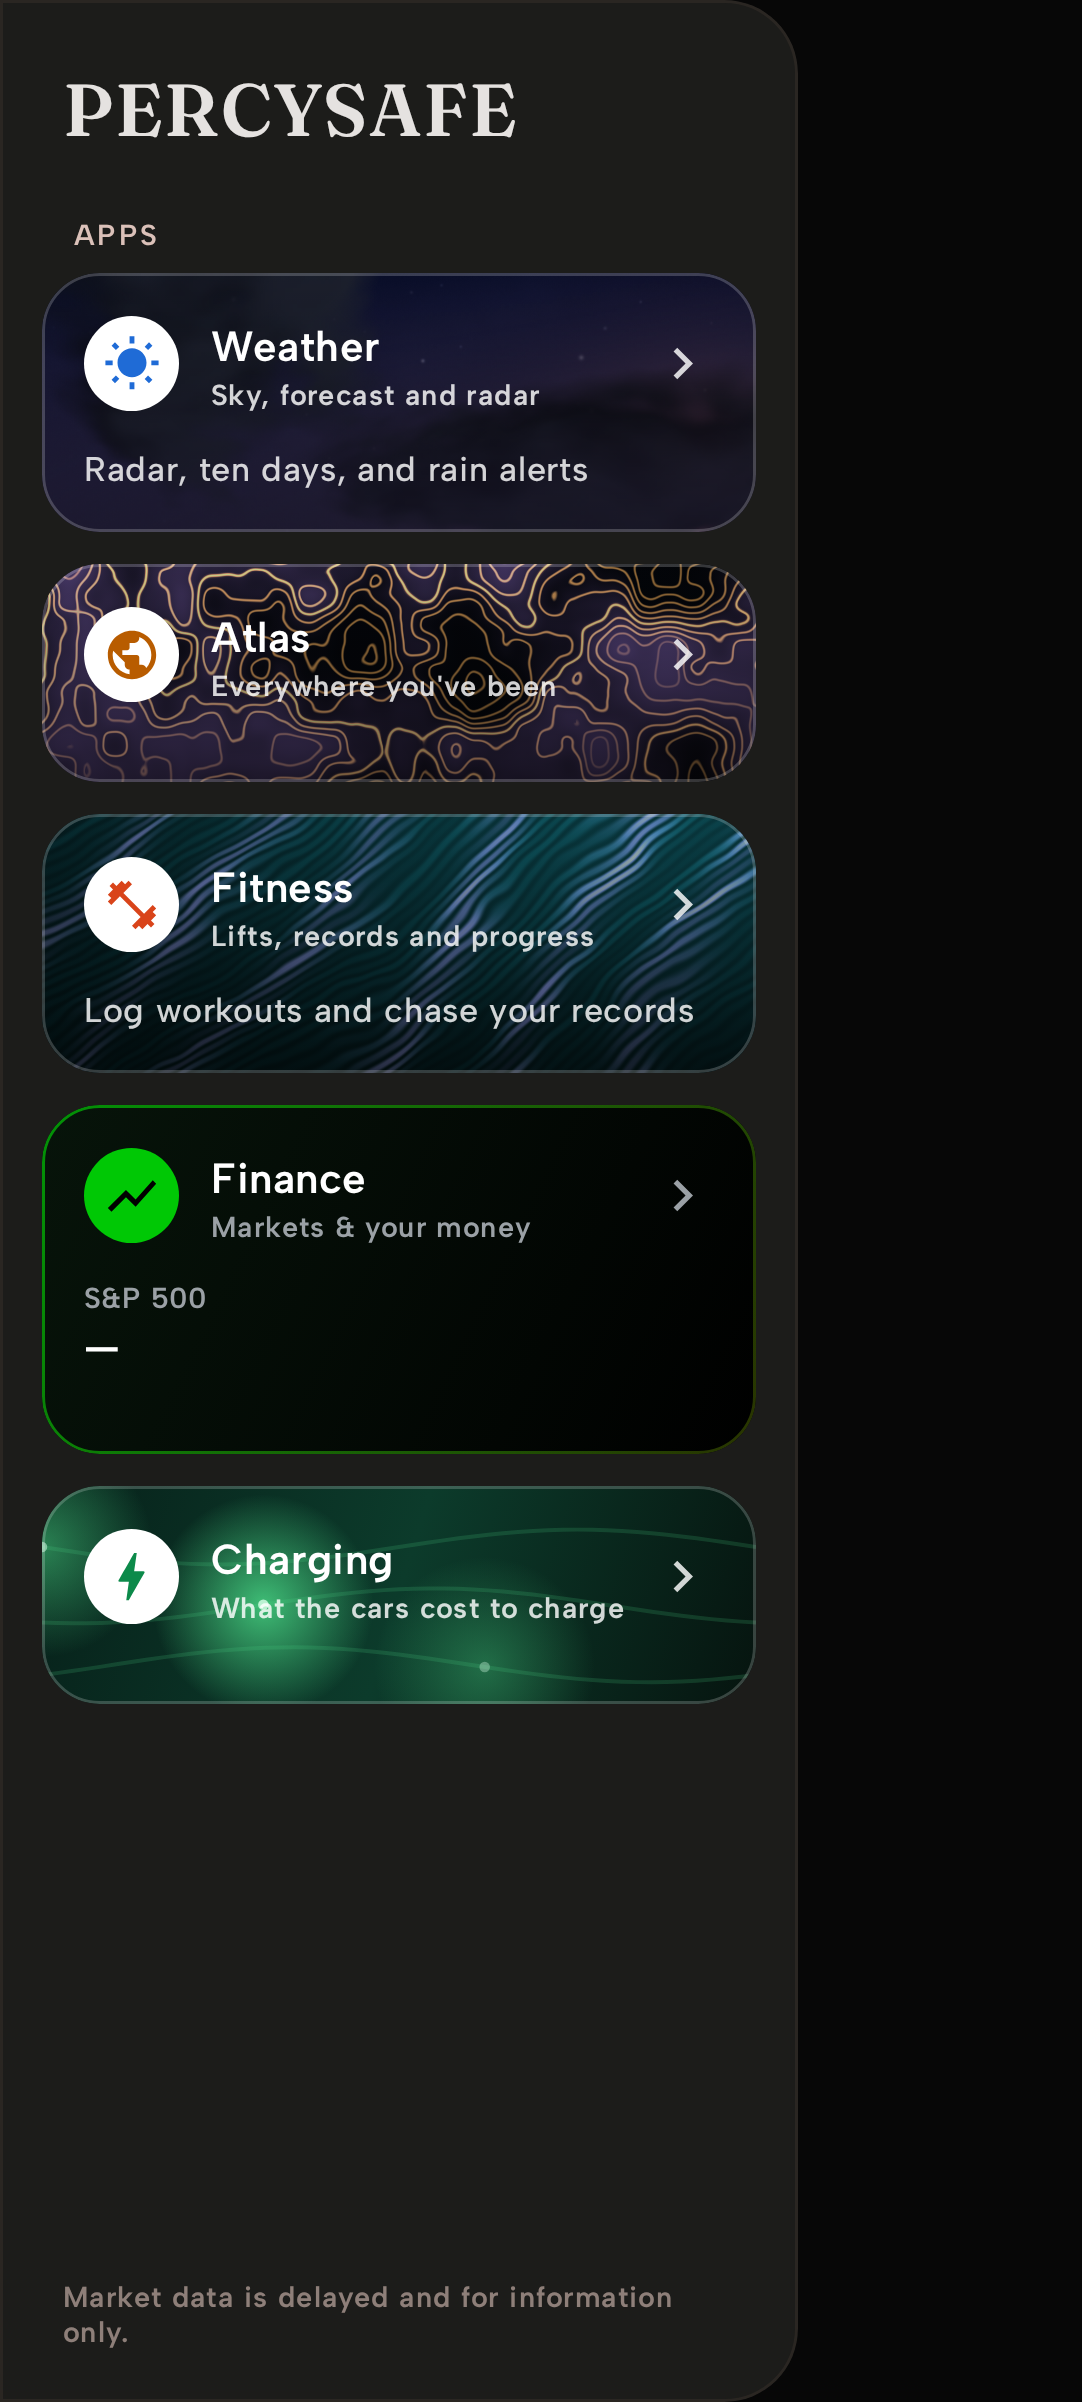 PERCYSAFE
APPS
Weather
Sky, forecast and radar
Radar, ten days, and rain alerts
Atlas
Everywhere you've been
Fitness
Lifts, records and progress
Log workouts and chase your records
Finance
Markets & your money
S&P 500
—
Charging
What the cars cost to charge
Market data is delayed and for information
only.